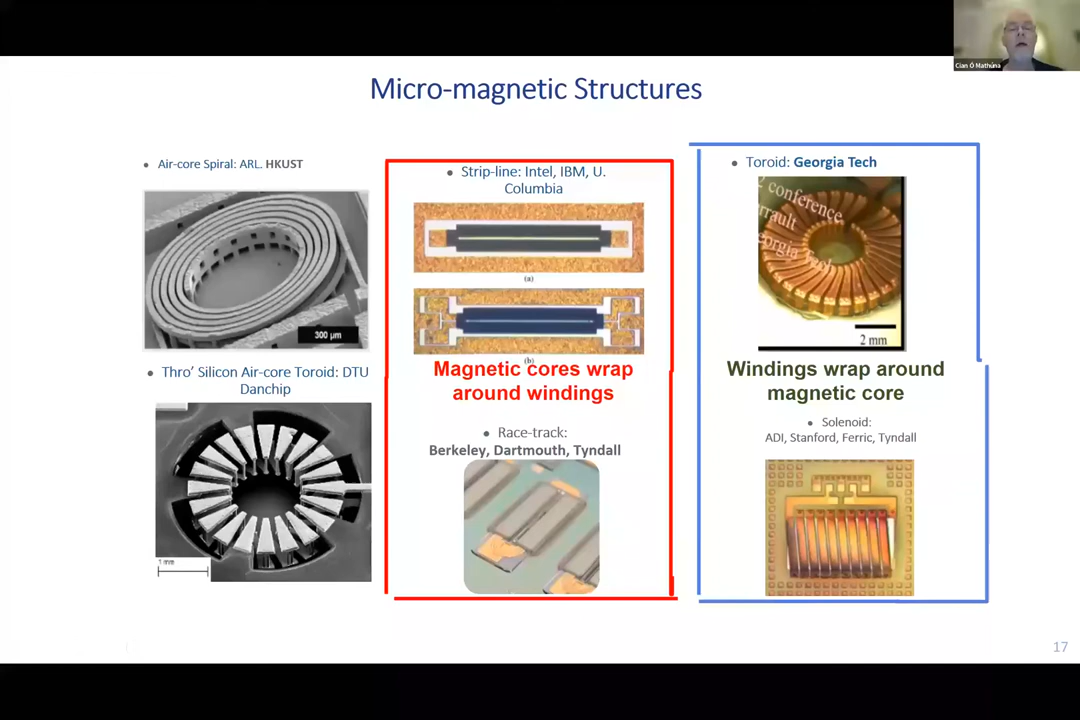 Cian Ó Mathúna
Micro-magnetic Structures
• Air-core Spiral: ARL. HKUST
300 µm
• Thro’ Silicon Air-core Toroid: DTU
Danchip
1 mm
• Strip-line: Intel, IBM, U.
Columbia
(a)
(b)
Magnetic cores wrap
around windings
• Race-track:
Berkeley, Dartmouth, Tyndall
• Toroid: Georgia Tech
conference
2 mm
Windings wrap around
magnetic core
• Solenoid:
ADI, Stanford, Ferric, Tyndall
17